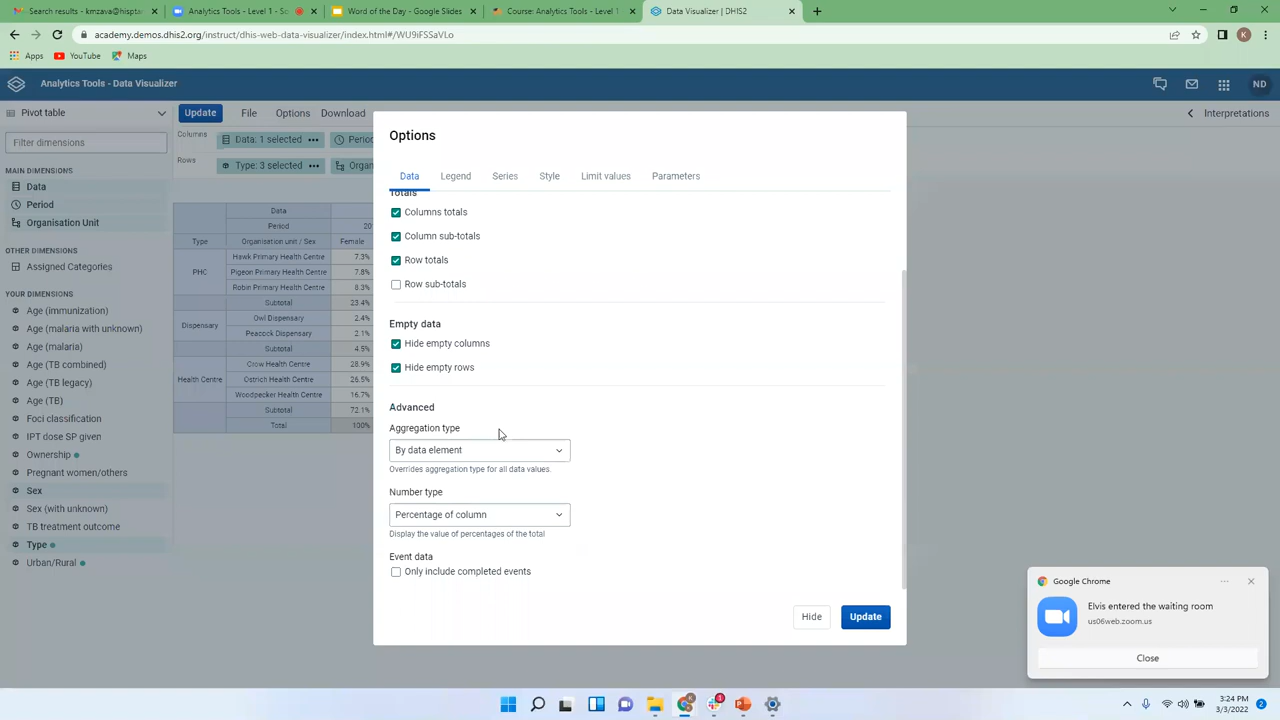 Search results - kmzava@hispta
Analytics Tools - Level 1
Word of the Day - Google Slides
Course: Analytics Tools - Level 1
Data Visualizer | DHIS2
academy.demos.dhis2.org/instruct/dhis-web-data-visualizer/index.html#/WU9iFSSaVLo
K
Apps
YouTube
Maps
Analytics Tools - Data Visualizer
ND
Pivot table
Update
File
Options
Download
Interpretations
Filter dimensions
Columns
Data: 1 selected
Period
Rows
Type: 3 selected
Organ
MAIN DIMENSIONS
Data
Period
Organisation Unit
OTHER DIMENSIONS
Assigned Categories
YOUR DIMENSIONS
Age (immunization)
Age (malaria with unknown)
Age (malaria)
Age (TB combined)
Age (TB legacy)
Age (TB)
Foci classification
IPT dose SP given
Ownership
Pregnant women/others
Sex
Sex (with unknown)
TB treatment outcome
Type
Urban/Rural
Data
Period 20
Type Organisation unit / Sex Female
PHC Hawk Primary Health Centre 7.3%
Pigeon Primary Health Centre 7.8%
Robin Primary Health Centre 8.3%
Subtotal 23.4%
Dispensary Owl Dispensary 2.4%
Peacock Dispensary 2.1%
Subtotal 4.5%
Health Centre Crow Health Centre 28.9%
Ostrich Health Centre 26.5%
Woodpecker Health Centre 16.7%
Subtotal 72.1%
Total 100%
Options
Data
Legend
Series
Style
Limit values
Parameters
Totals
Columns totals
Column sub-totals
Row totals
Row sub-totals
Empty data
Hide empty columns
Hide empty rows
Advanced
Aggregation type
By data element
Overrides aggregation type for all data values.
Number type
Percentage of column
Display the value of percentages of the total
Event data
Only include completed events
Hide
Update
Google Chrome
Elvis entered the waiting room
us06web.zoom.us
Close
3:24 PM
3/3/2022